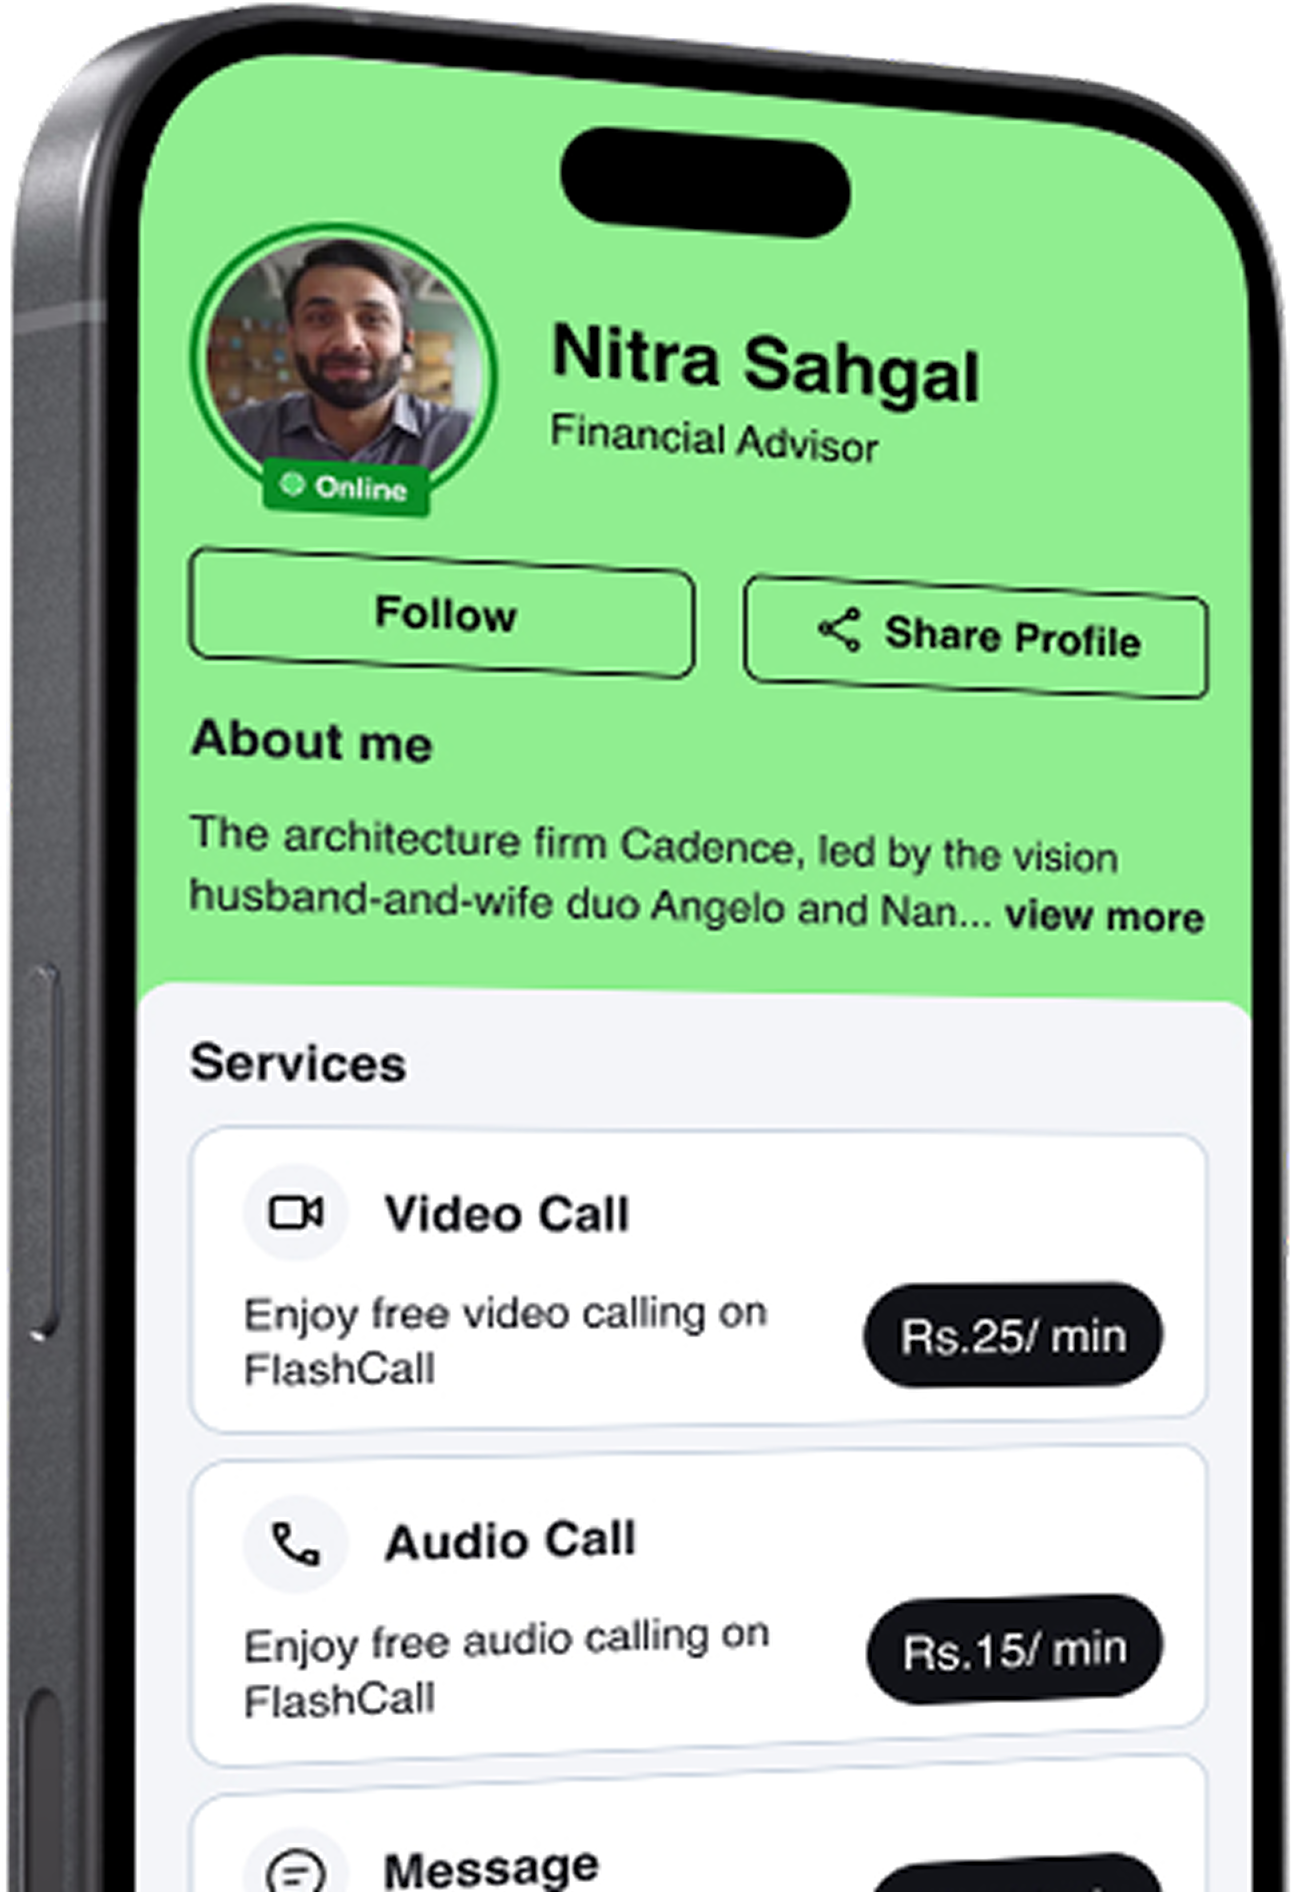 Nitra Sahgal
Financial Advisor
Online
Follow
Share Profile
About me
The architecture firm Cadence, led by the vision
husband-and-wife duo Angelo and Nan... view more
Services
Video Call
Enjoy free video calling on
FlashCall
Rs.25/ min
Audio Call
Enjoy free audio calling on
FlashCall
Rs.15/ min
Message